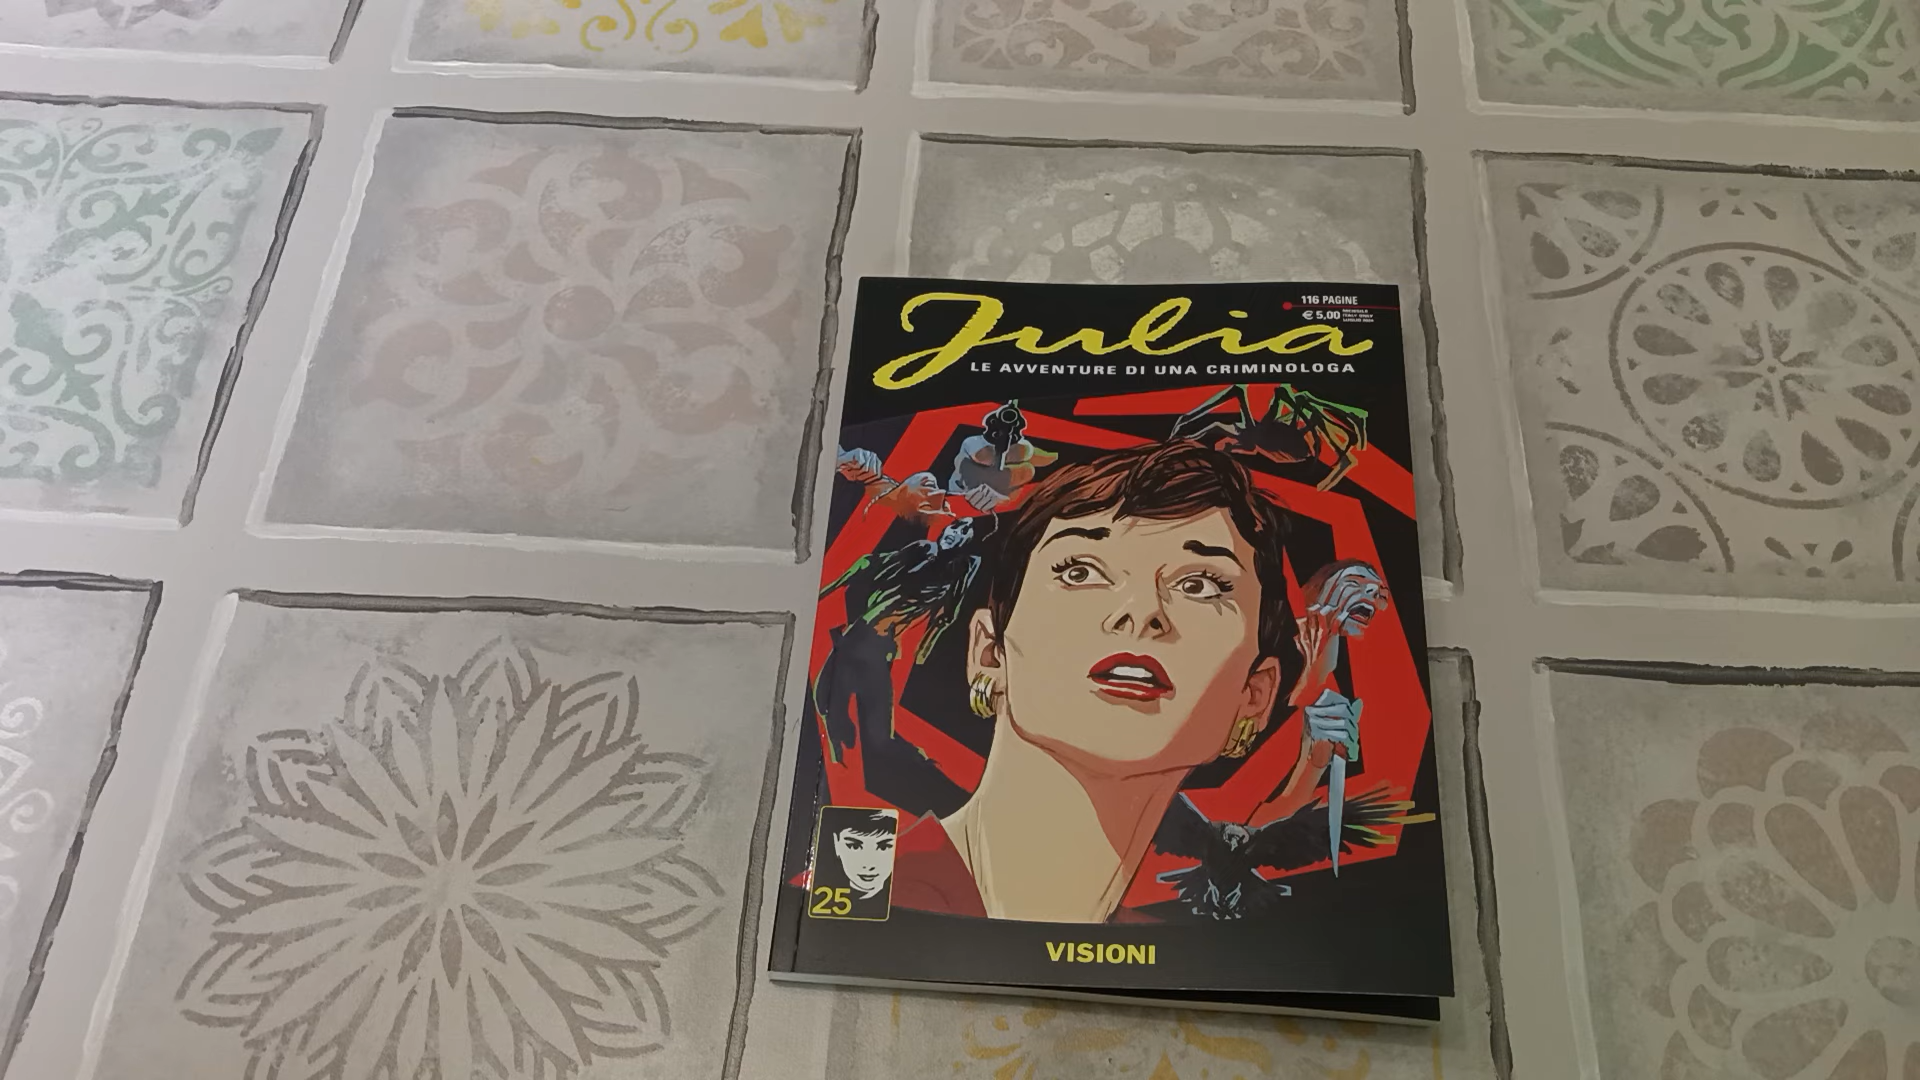 Julia
116 PAGINE
€ 5,00
LE AVVENTURE DI UNA CRIMINOLOGA
25
VISIONI